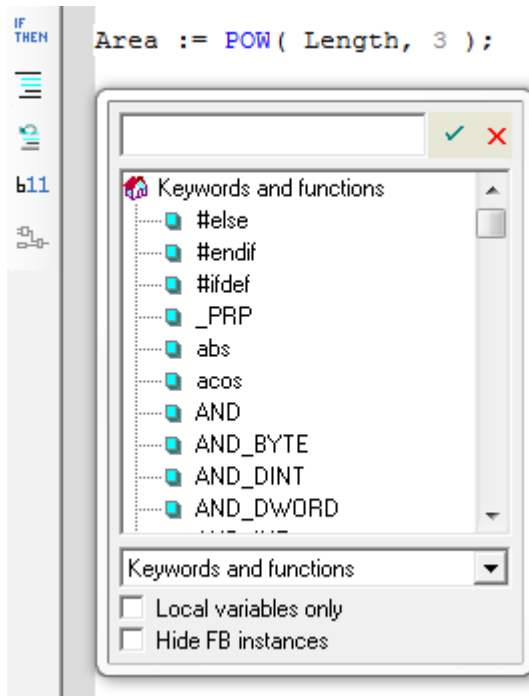 IF
THEN
Area := POW( Length, 3 );
b11
Keywords and functions
#else
#endif
#ifdef
_PRP
abs
acos
AND
AND_BYTE
AND_DINT
AND_DWORD
Keywords and functions
Local variables only
Hide FB instances